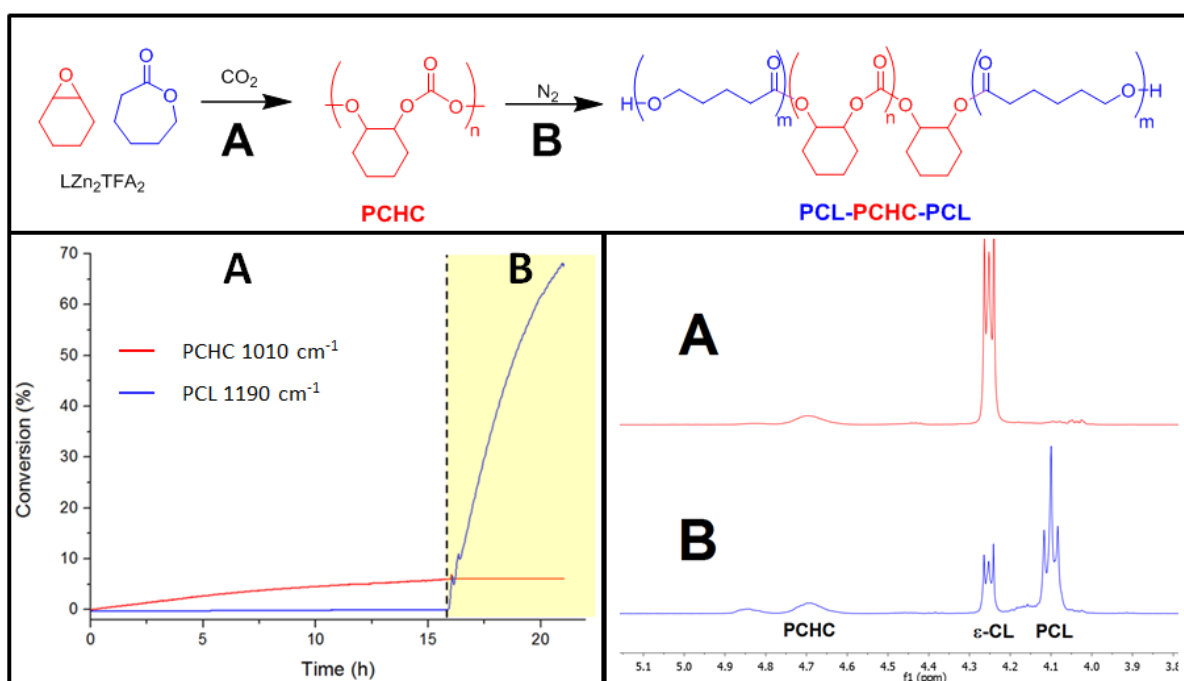 O
O
O
CO₂
A
LZn₂TFA₂
O
O
O
O
n
PCHC
N₂
B
H
O
O
m
O
O
O
n
O
O
O
O
H
m
PCL-PCHC-PCL
A
B
PCHC 1010 cm⁻¹
PCL 1190 cm⁻¹
Conversion (%)
70
60
50
40
30
20
10
0
0
5
10
15
20
Time (h)
A
B
PCHC
ε-CL
PCL
5.1 5.0 4.9 4.8 4.7 4.6 4.5 4.4 4.3 4.2 4.1 4.0 3.9 3.8
f1 (ppm)